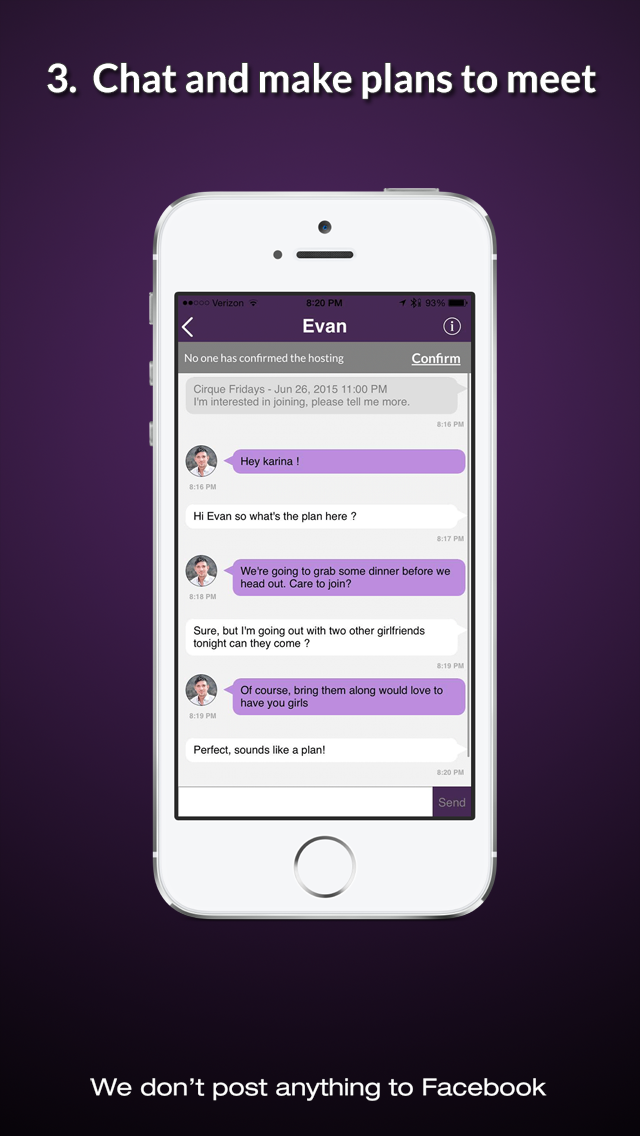 3. Chat and make plans to meet
Verizon 8:20 PM 93%
Evan
No one has confirmed the hosting Confirm
Cirque Fridays - Jun 26, 2015 11:00 PM
I'm interested in joining, please tell me more.
8:16 PM
Hey karina !
8:16 PM
Hi Evan so what's the plan here ?
8:17 PM
We're going to grab some dinner before we
head out. Care to join?
8:18 PM
Sure, but I'm going out with two other girlfriends
tonight can they come ?
8:19 PM
Of course, bring them along would love to
have you girls
8:19 PM
Perfect, sounds like a plan!
8:20 PM
Send
We don't post anything to Facebook